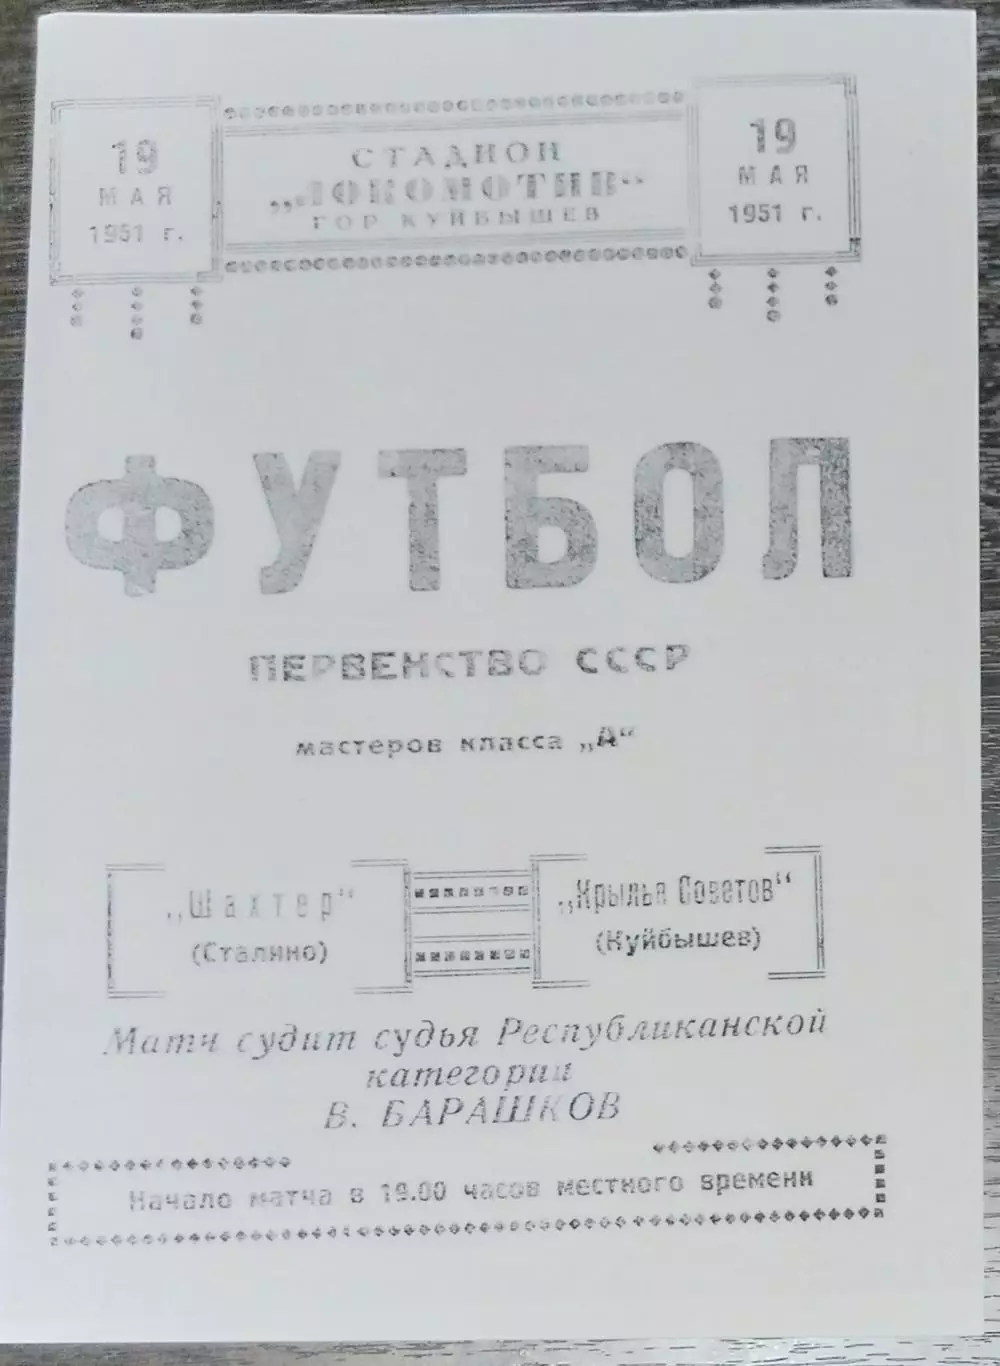 19
МАЯ
1951 г.
СТАДИОН
„ЛОКОМОТИВ“
ГОР КУЙБЫШЕВ
19
МАЯ
1951 г.
ФУТБОЛ
ПЕРВЕНСТВО СССР
мастеров класса „А“
„Шахтер“
(Сталино)
„Крылья Советов“
(Куйбышев)
Матч судит судья Республиканской
категории
В. БАРАШКОВ
Начало матча в 19.00 часов местного времени